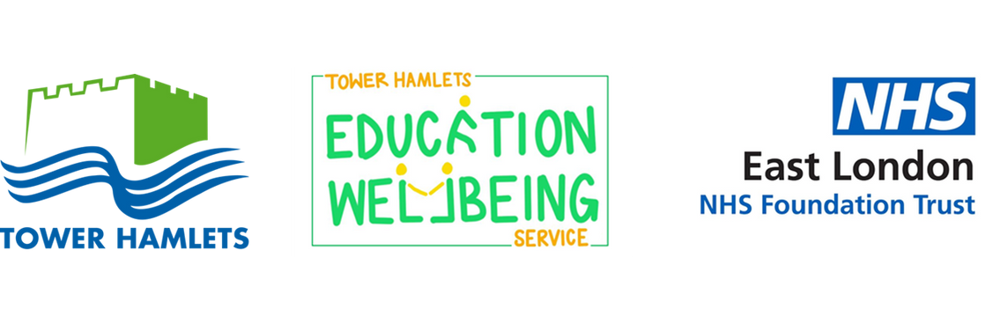 TOWER HAMLETS
TOWER HAMLETS
EDUCATION
WELLBEING
SERVICE
NHS
East London
NHS Foundation Trust